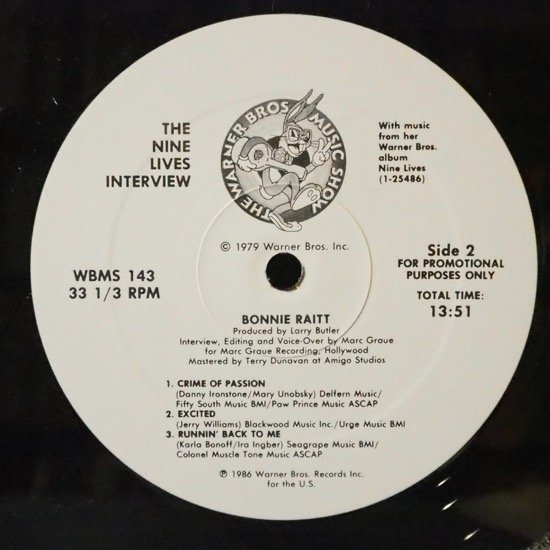 THE
NINE
LIVES
INTERVIEW
THE WARNER BROS. MUSIC SHOW
With music
from her
Warner Bros.
album
Nine Lives
(1-25486)
© 1979 Warner Bros. Inc.
WBMS 143
33 1/3 RPM
Side 2
FOR PROMOTIONAL
PURPOSES ONLY
TOTAL TIME:
13:51
BONNIE RAITT
Produced by Larry Butler
Interview, Editing and Voice-Over by Marc Graue
for Marc Graue Recording, Hollywood
Mastered by Terry Dunavan at Amigo Studios
1. CRIME OF PASSION
(Danny Ironstone/Mary Unobsky) Delfern Music/
Fifty South Music BMI/Paw Prince Music ASCAP
2. EXCITED
(Jerry Williams) Blackwood Music Inc./Urge Music BMI
3. RUNNIN' BACK TO ME
(Karla Bonoff/Ira Ingber) Seagrape Music BMI/
Colonel Muscle Tone Music ASCAP
℗ 1986 Warner Bros. Records Inc.
for the U.S.